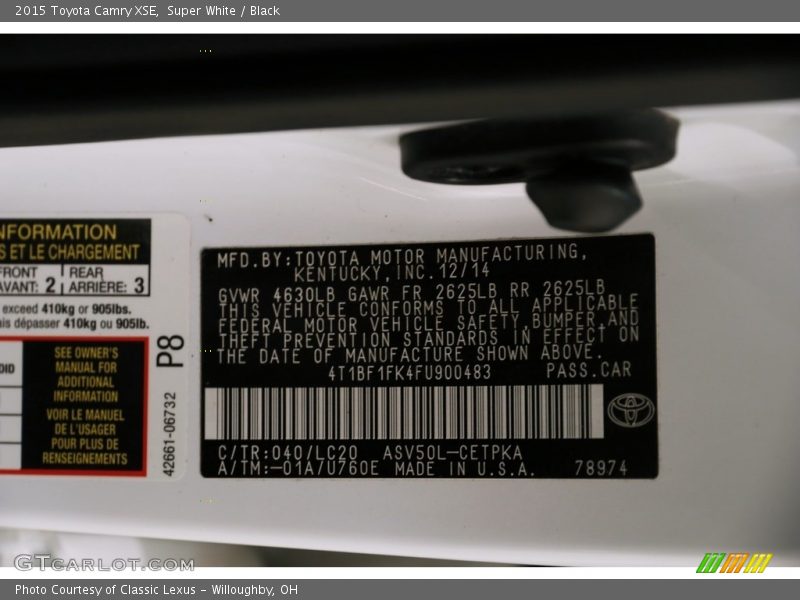 2015 Toyota Camry XSE, Super White / Black
NFORMATION
S ET LE CHARGEMENT
FRONT
AVANT: 2
REAR
ARRIÈRE: 3
exceed 410kg or 905lbs.
ais dépasser 410kg ou 905lb.
OID
SEE OWNER'S
MANUAL FOR
ADDITIONAL
INFORMATION
VOIR LE MANUEL
DE L'USAGER
POUR PLUS DE
RENSEIGNEMENTS
P8
42661-06732
MFD.BY:TOYOTA MOTOR MANUFACTURING,
KENTUCKY,INC.12/14
GVWR 4630LB GAWR FR 2625LB RR 2625LB
THIS VEHICLE CONFORMS TO ALL APPLICABLE
FEDERAL MOTOR VEHICLE SAFETY,BUMPER,AND
THEFT PREVENTION STANDARDS IN EFFECT ON
THE DATE OF MANUFACTURE SHOWN ABOVE.
4T1BF1FK4FU900483 PASS.CAR
C/TR:040/LC20 ASV50L-CETPKA
A/TM:-01A/U760E MADE IN U.S.A. 78974
GTCARLOT.COM
Photo Courtesy of Classic Lexus - Willoughby, OH